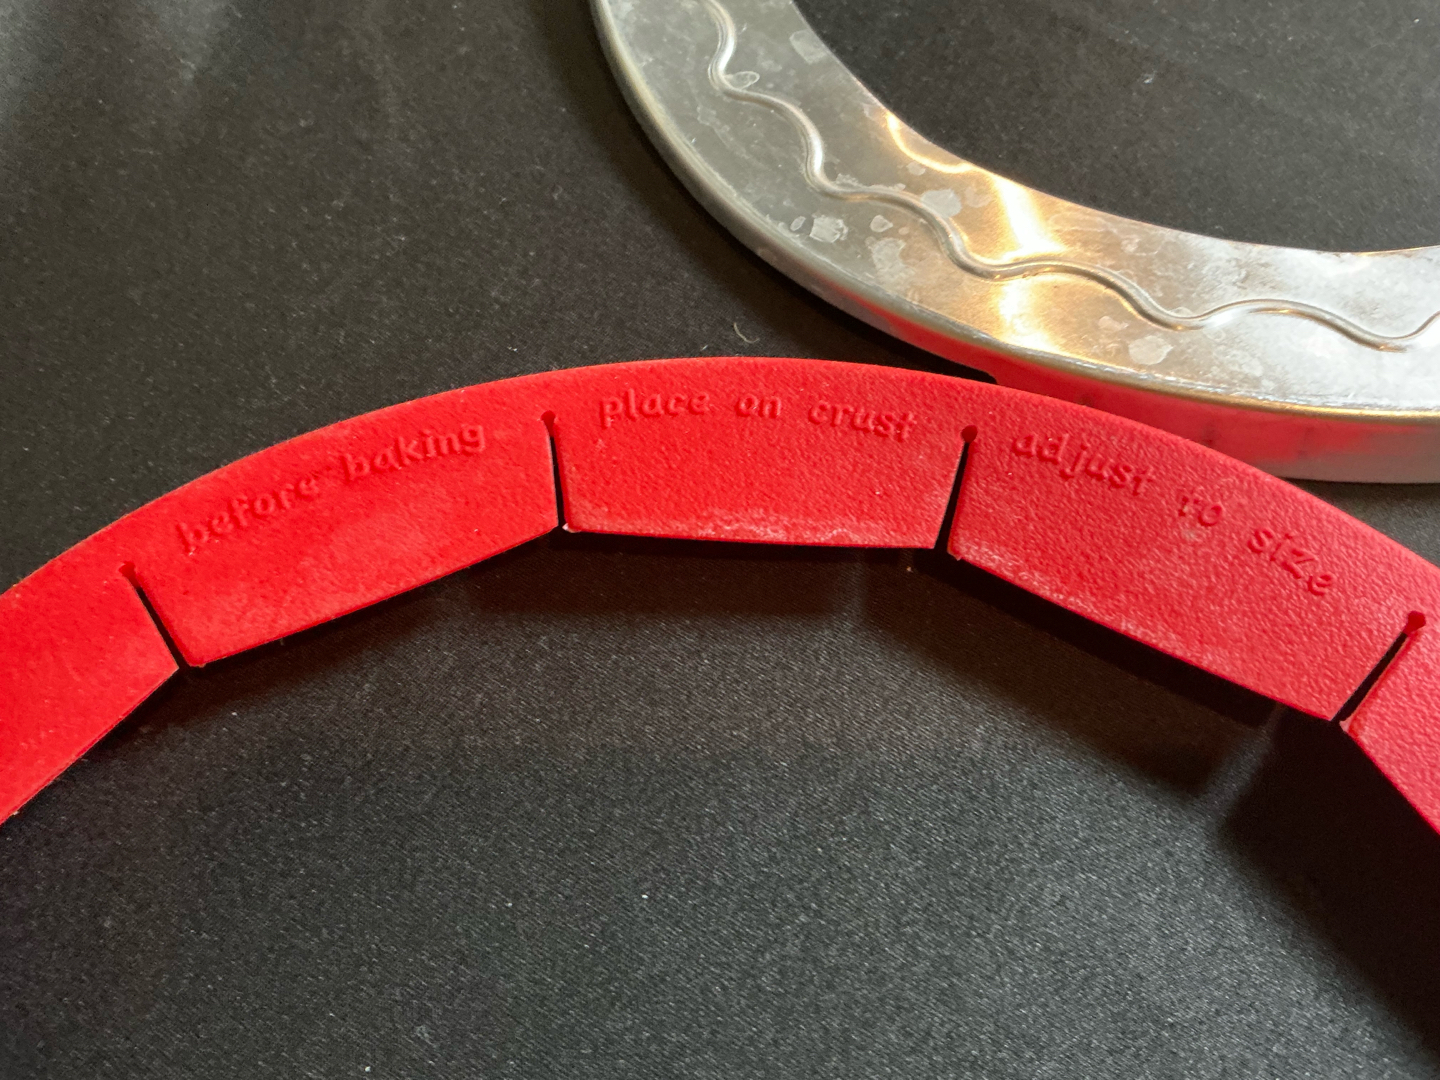 before baking
place on crust
adjust to size